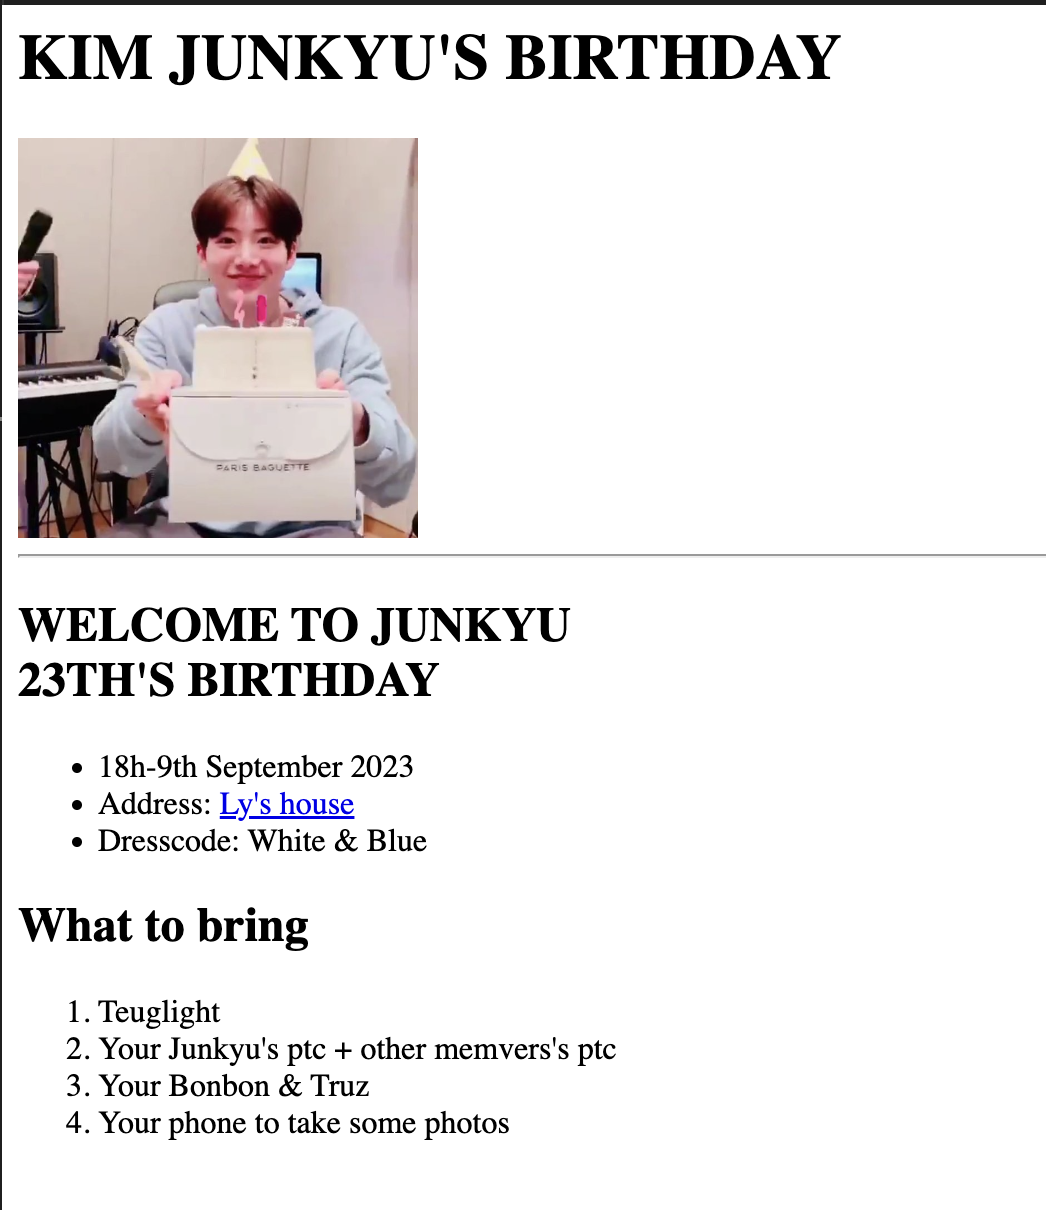 KIM JUNKYU'S BIRTHDAY
PARIS BAGUETTE
WELCOME TO JUNKYU
23TH'S BIRTHDAY
18h-9th September 2023
Address: Ly's house
Dresscode: White & Blue
What to bring
1. Teuglight
2. Your Junkyu's ptc + other memvers's ptc
3. Your Bonbon & Truz
4. Your phone to take some photos